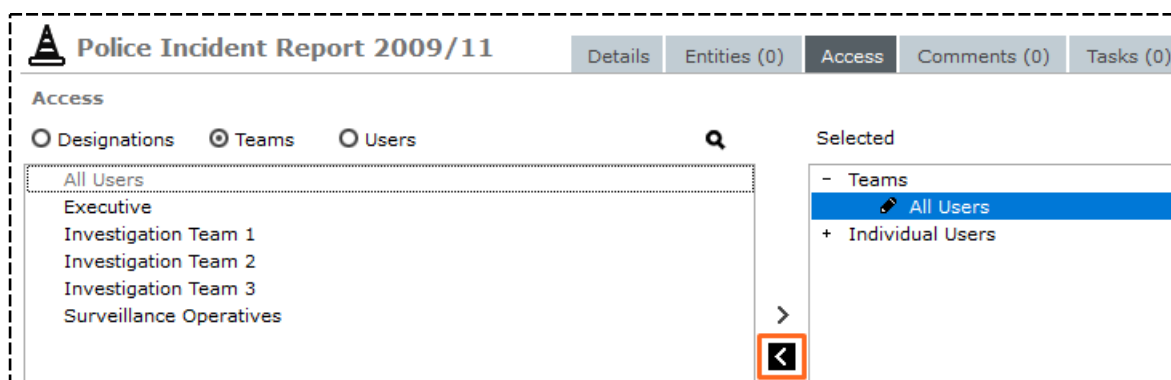 Police Incident Report 2009/11
Details
Entities (0)
Access
Comments (0)
Tasks (0)
Access
Designations
Teams
Users
Selected
All Users
Executive
Investigation Team 1
Investigation Team 2
Investigation Team 3
Surveillance Operatives
- Teams
All Users
+ Individual Users